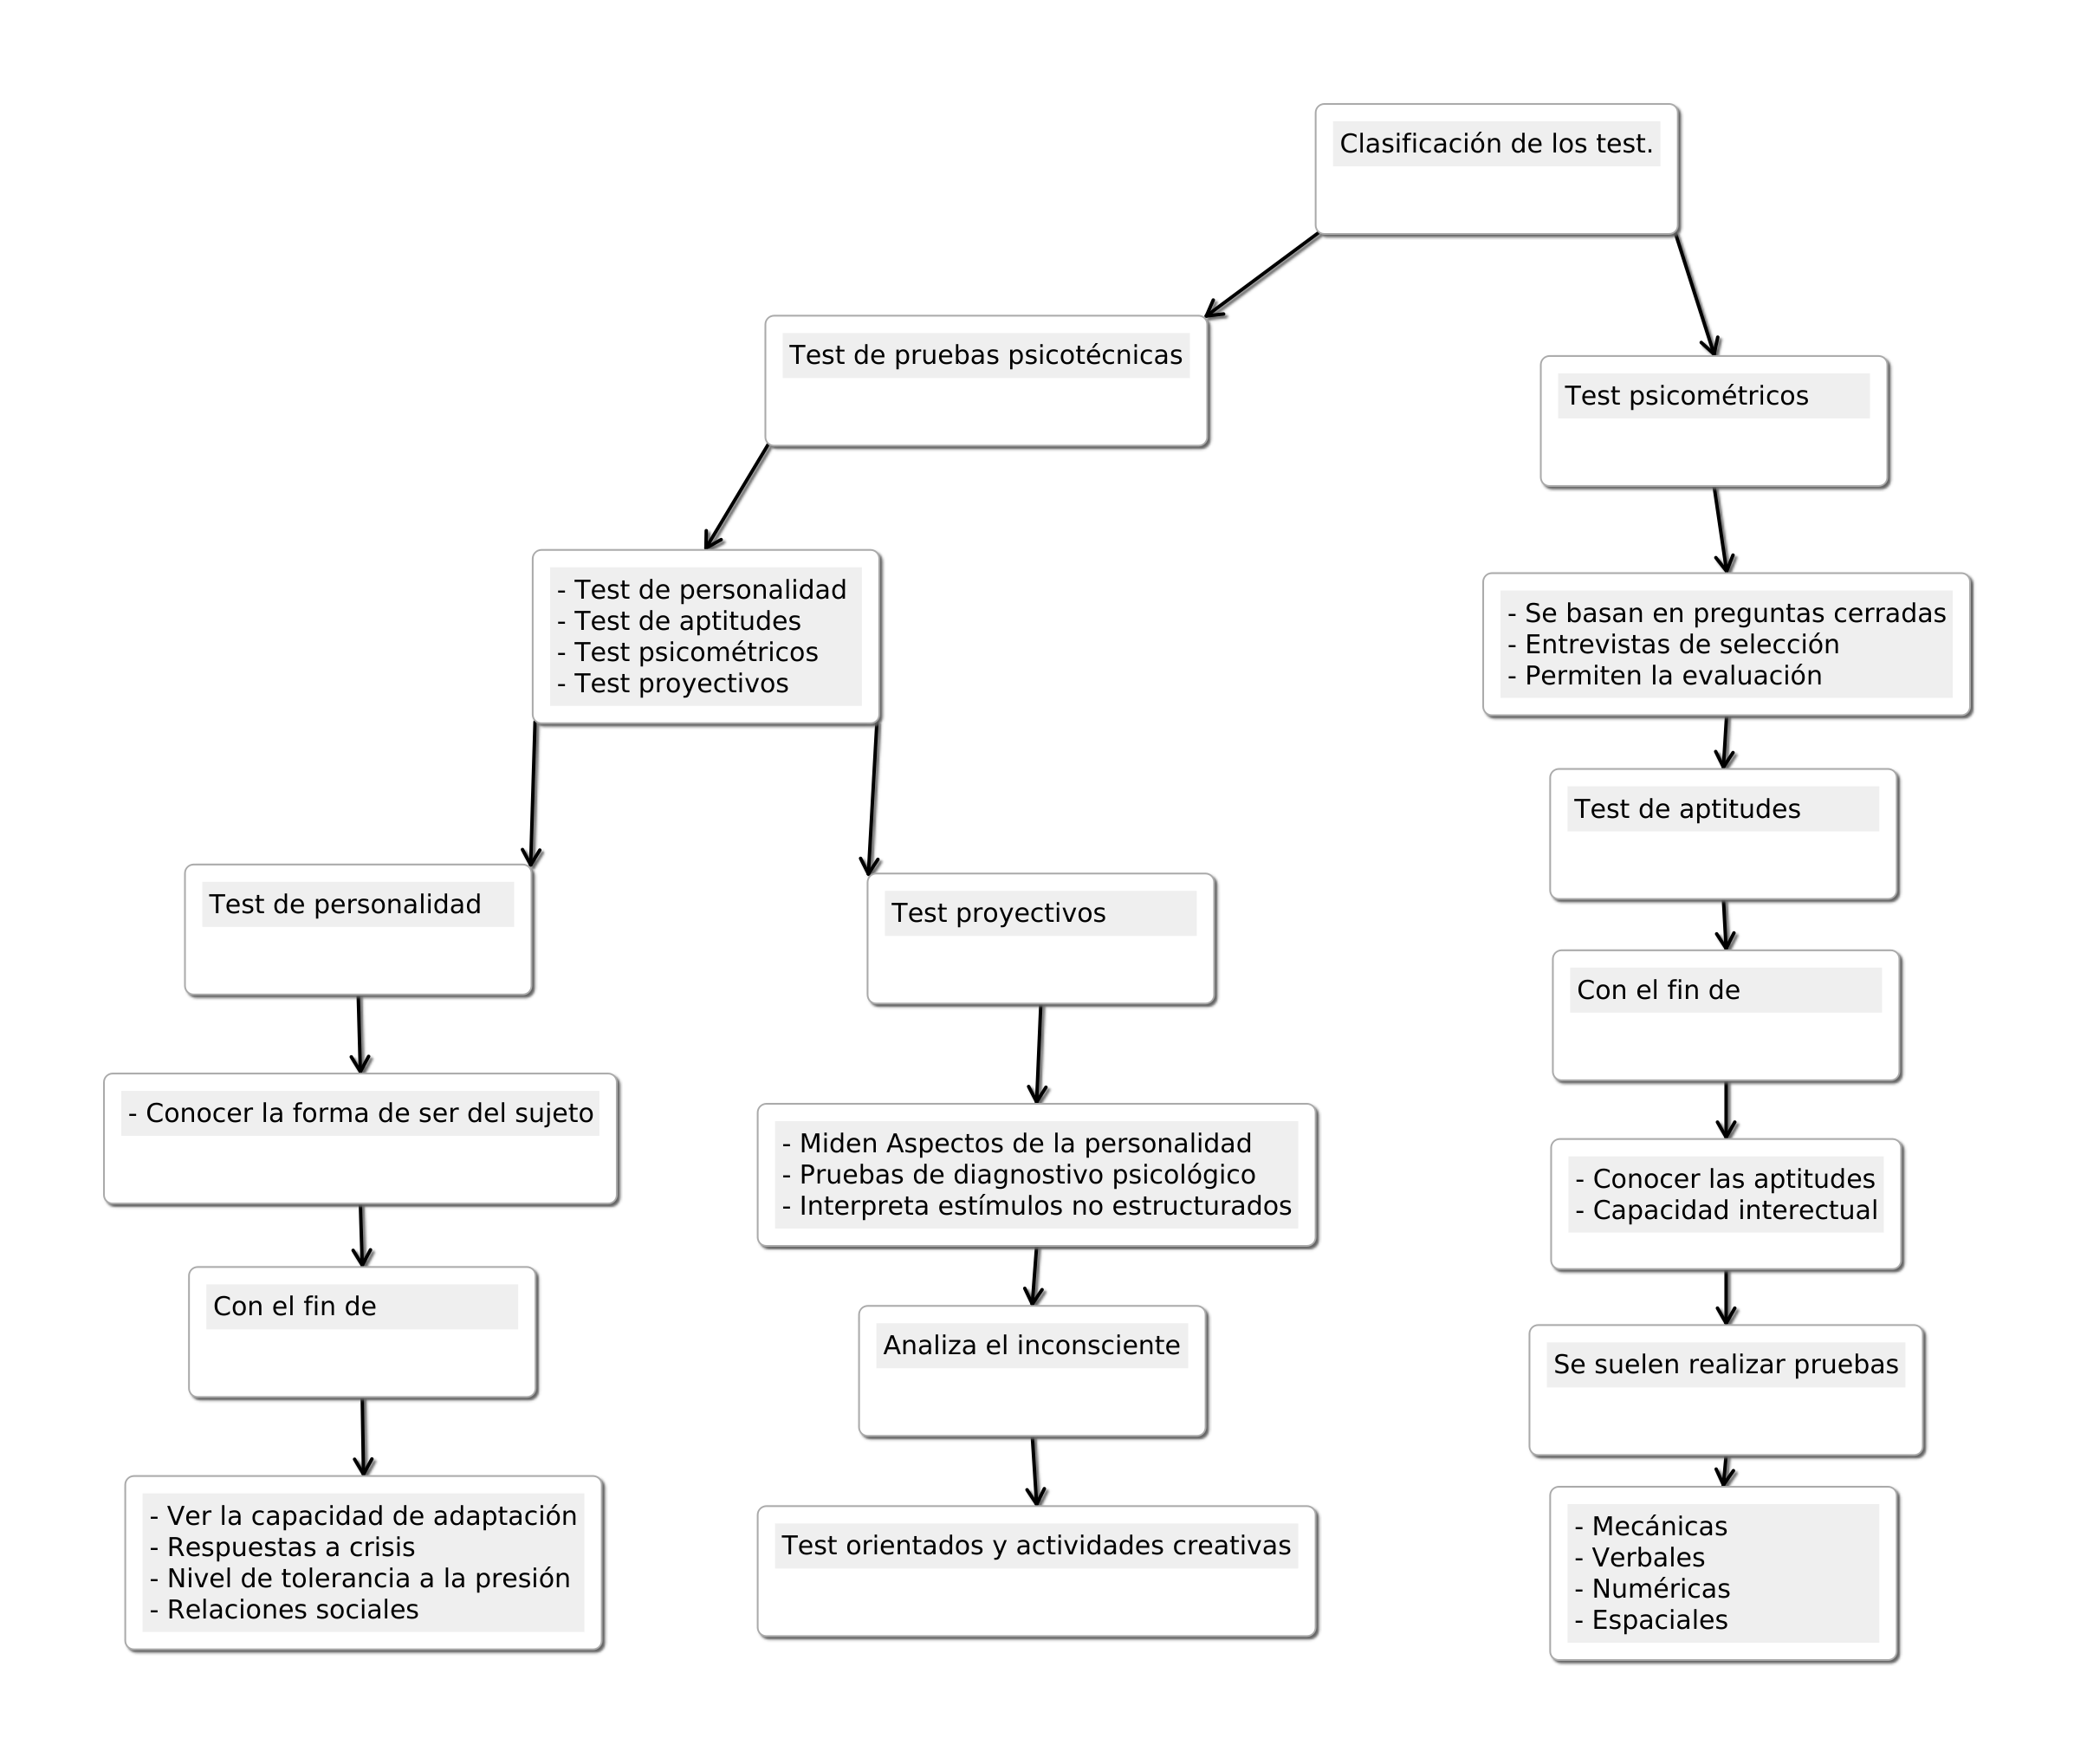 Clasificación de los test.
Test de pruebas psicotécnicas
Test psicométricos
- Test de personalidad
- Test de aptitudes
- Test psicométricos
- Test proyectivos
- Se basan en preguntas cerradas
- Entrevistas de selección
- Permiten la evaluación
Test de aptitudes
Test de personalidad
Test proyectivos
Con el fin de
- Conocer la forma de ser del sujeto
- Miden Aspectos de la personalidad
- Pruebas de diagnostivo psicológico
- Interpreta estímulos no estructurados
- Conocer las aptitudes
- Capacidad interectual
Con el fin de
Analiza el inconsciente
Se suelen realizar pruebas
- Ver la capacidad de adaptación
- Respuestas a crisis
- Nivel de tolerancia a la presión
- Relaciones sociales
Test orientados y actividades creativas
- Mecánicas
- Verbales
- Numéricas
- Espaciales